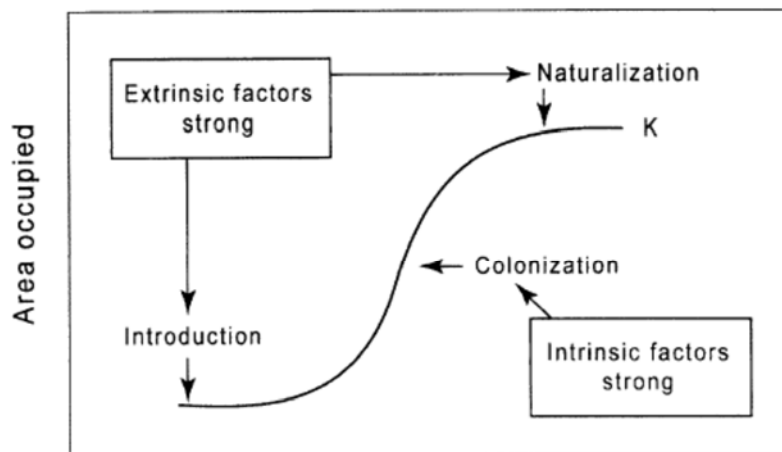 Area occupied
Extrinsic factors
strong
Naturalization
K
Colonization
Introduction
Intrinsic factors
strong